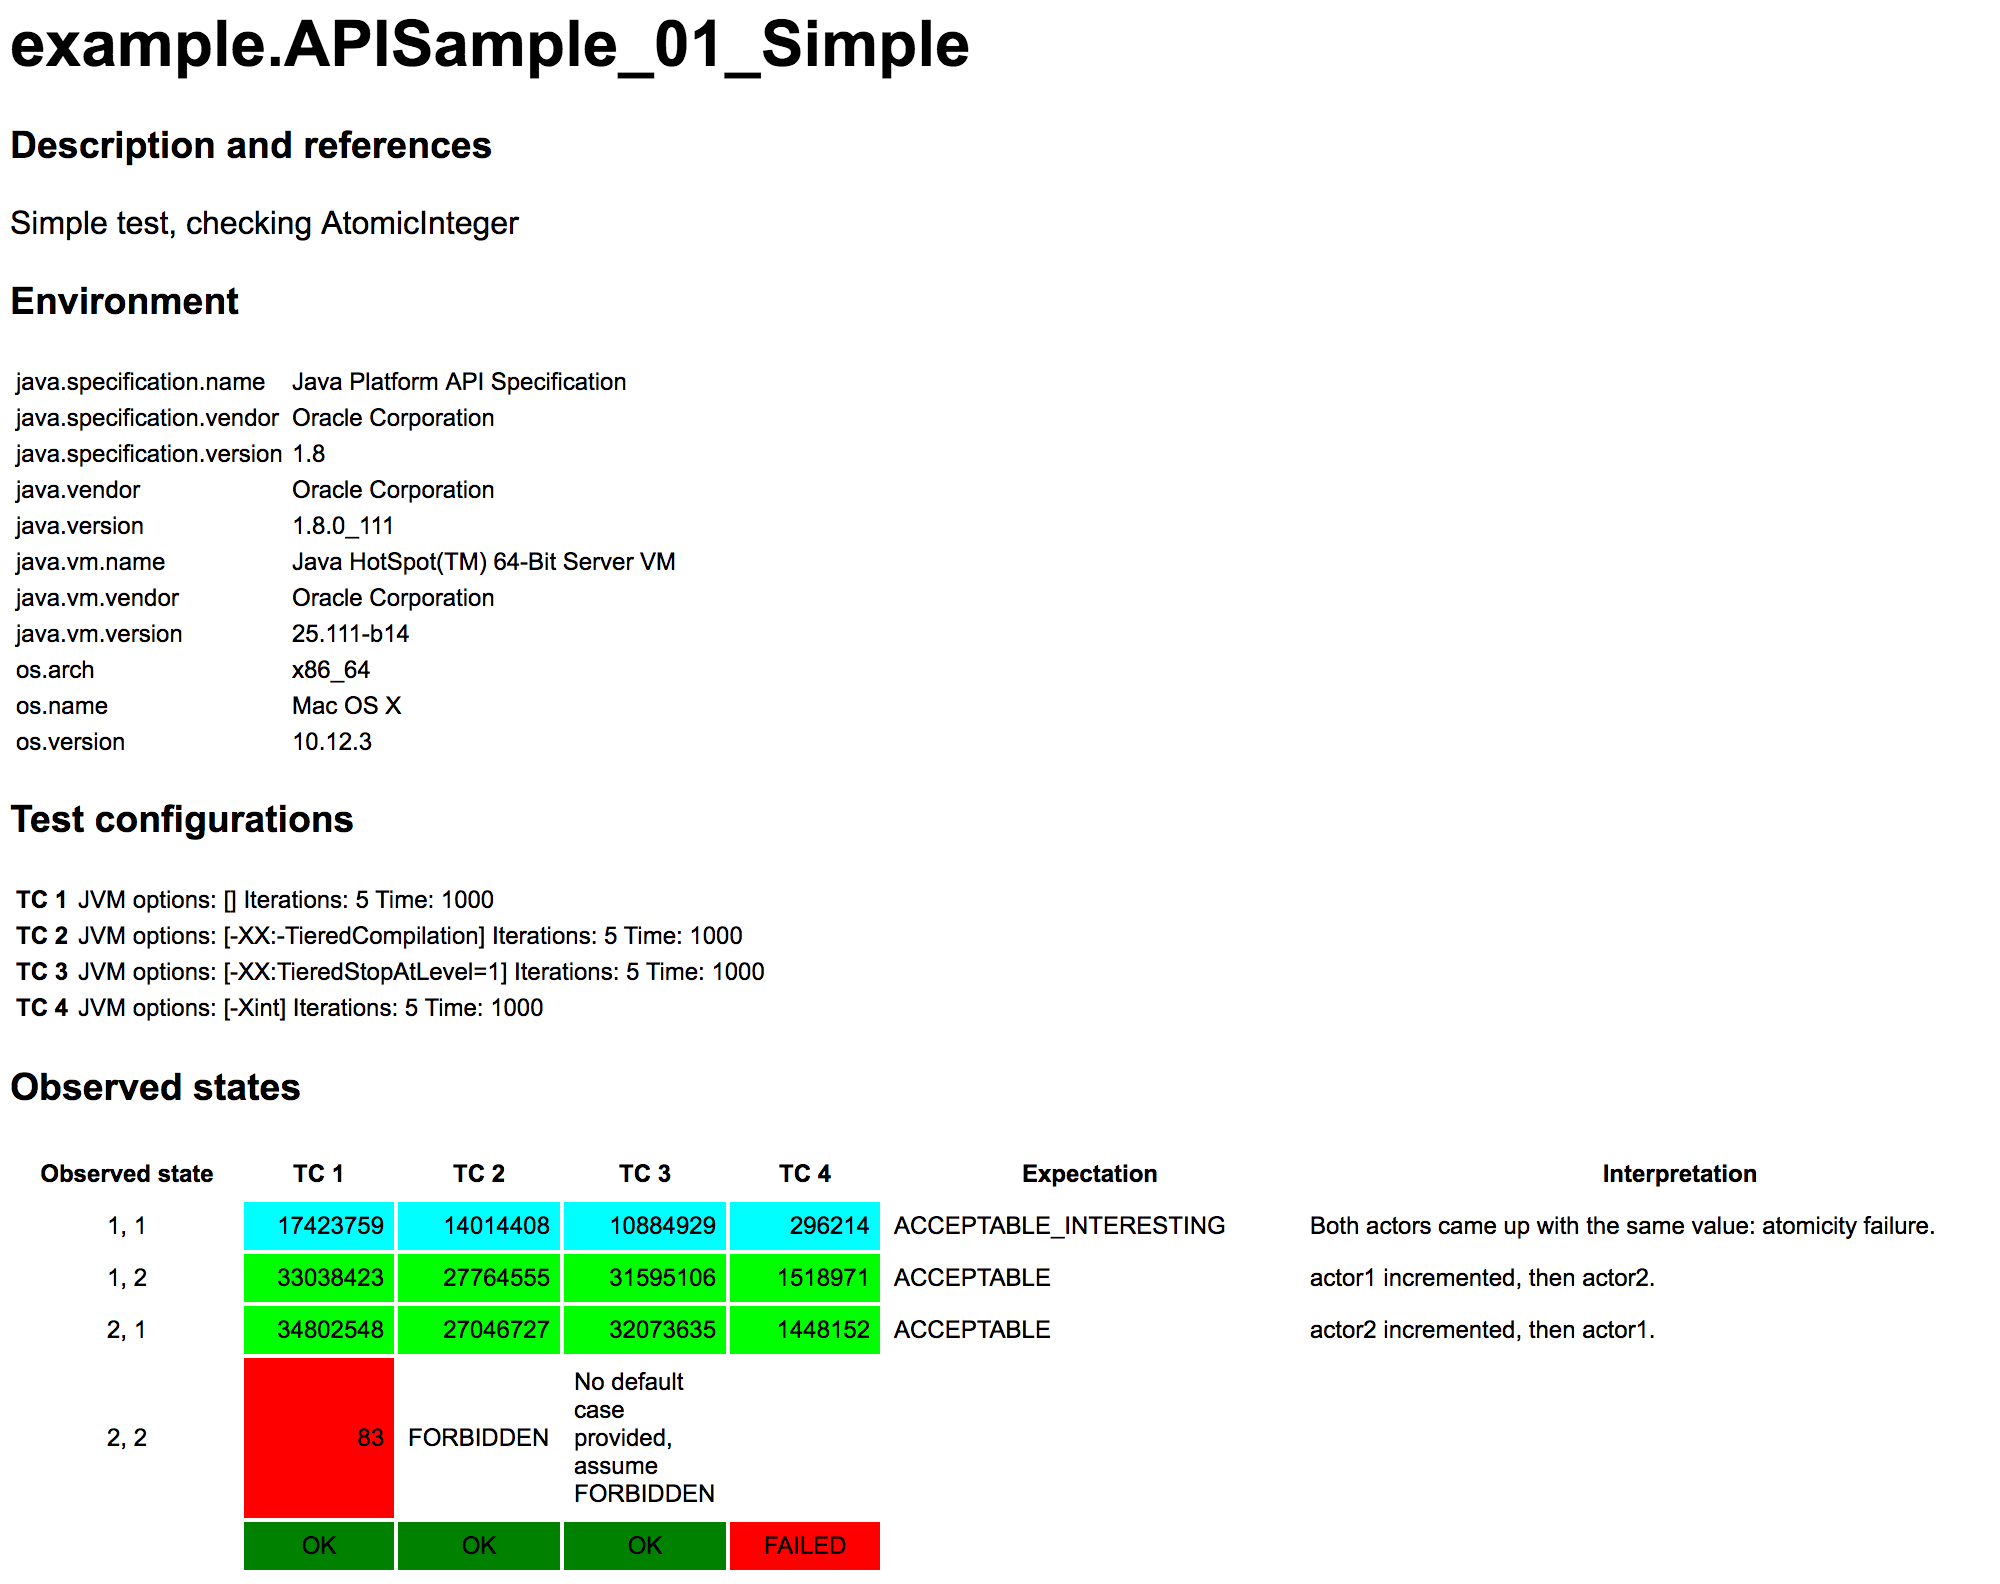 example.APISample_01_Simple
Description and references
Simple test, checking AtomicInteger
Environment
java.specification.name Java Platform API Specification
java.specification.vendor Oracle Corporation
java.specification.version 1.8
java.vendor Oracle Corporation
java.version 1.8.0_111
java.vm.name Java HotSpot(TM) 64-Bit Server VM
java.vm.vendor Oracle Corporation
java.vm.version 25.111-b14
os.arch x86_64
os.name Mac OS X
os.version 10.12.3
Test configurations
TC 1 JVM options: [] Iterations: 5 Time: 1000
TC 2 JVM options: [-XX:-TieredCompilation] Iterations: 5 Time: 1000
TC 3 JVM options: [-XX:TieredStopAtLevel=1] Iterations: 5 Time: 1000
TC 4 JVM options: [-Xint] Iterations: 5 Time: 1000
Observed states
Observed state TC 1 TC 2 TC 3 TC 4 Expectation Interpretation
1, 1 17423759 14014408 10884929 296214 ACCEPTABLE_INTERESTING Both actors came up with the same value: atomicity failure.
1, 2 33038423 27764555 31595106 1518971 ACCEPTABLE actor1 incremented, then actor2.
2, 1 34802548 27046727 32073635 1448152 ACCEPTABLE actor2 incremented, then actor1.
2, 2 83 FORBIDDEN No default
case
provided,
assume
FORBIDDEN
OK OK OK FAILED